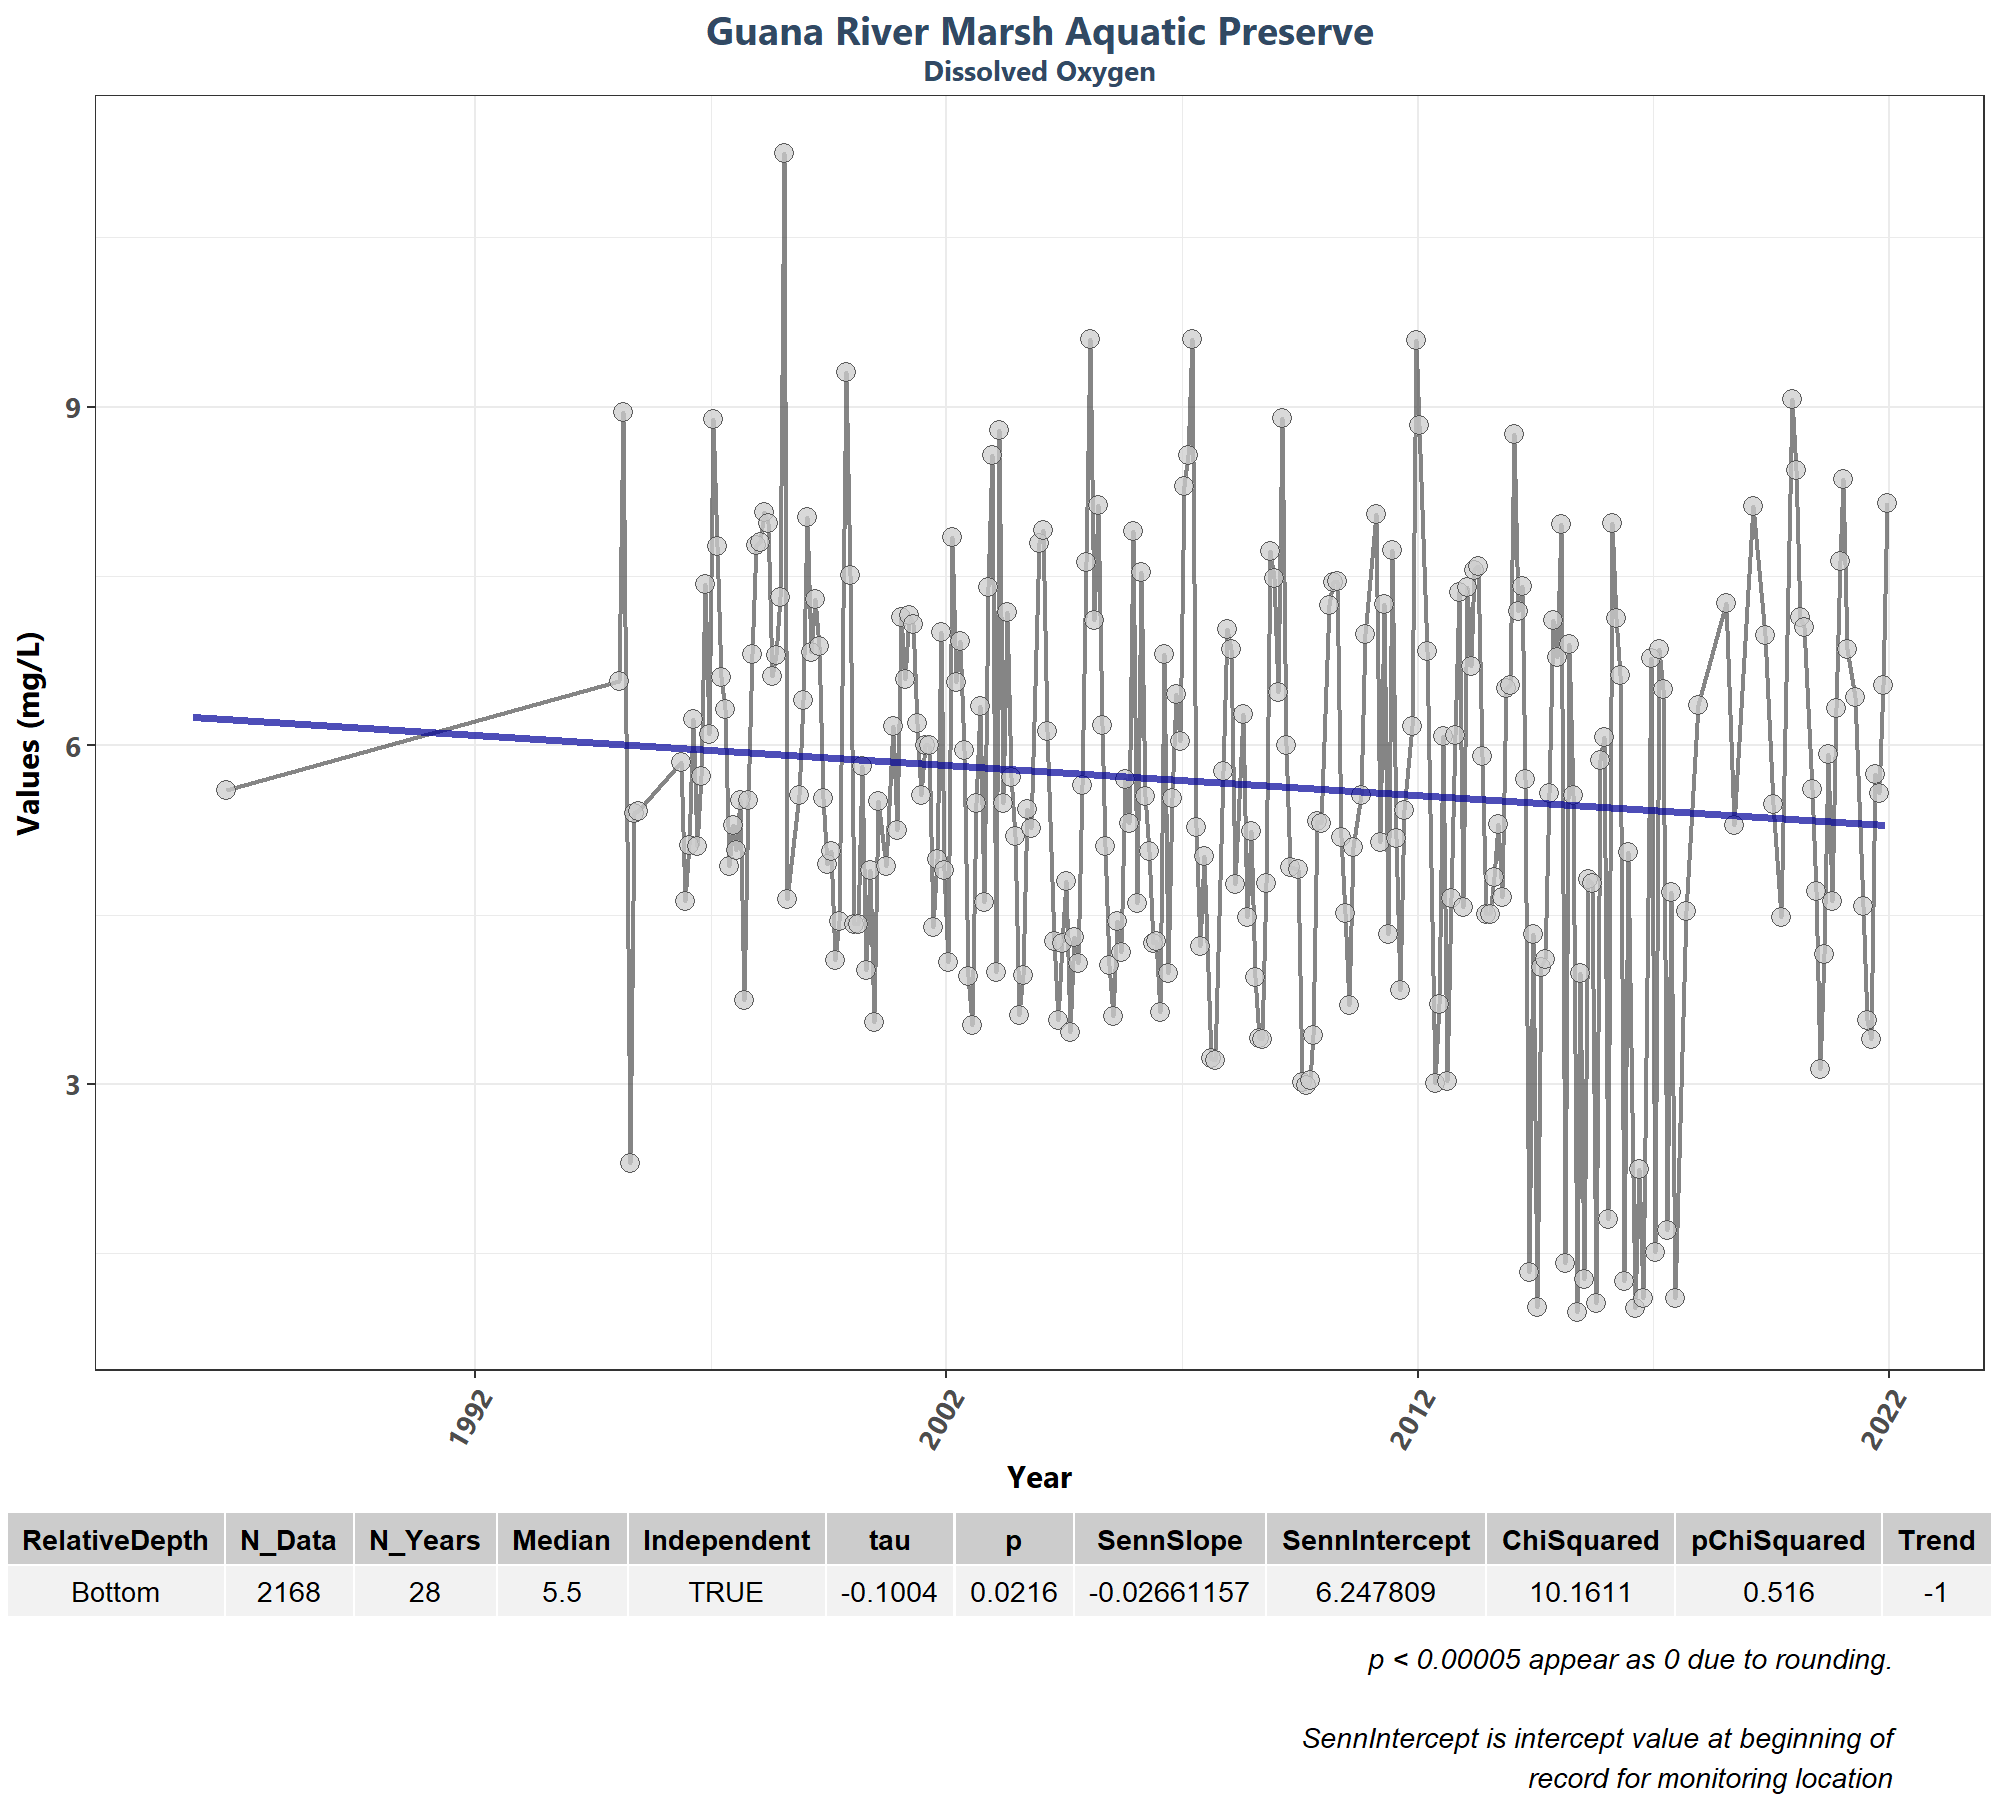 Guana River Marsh Aquatic Preserve
Dissolved Oxygen
Values (mg/L)
9
6
3
1992
2002
2012
2022
Year
RelativeDepth N_Data N_Years Median Independent tau p SennSlope SennIntercept ChiSquared pChiSquared Trend
Bottom 2168 28 5.5 TRUE -0.1004 0.0216 -0.02661157 6.247809 10.1611 0.516 -1
p < 0.00005 appear as 0 due to rounding.
SennIntercept is intercept value at beginning of
record for monitoring location